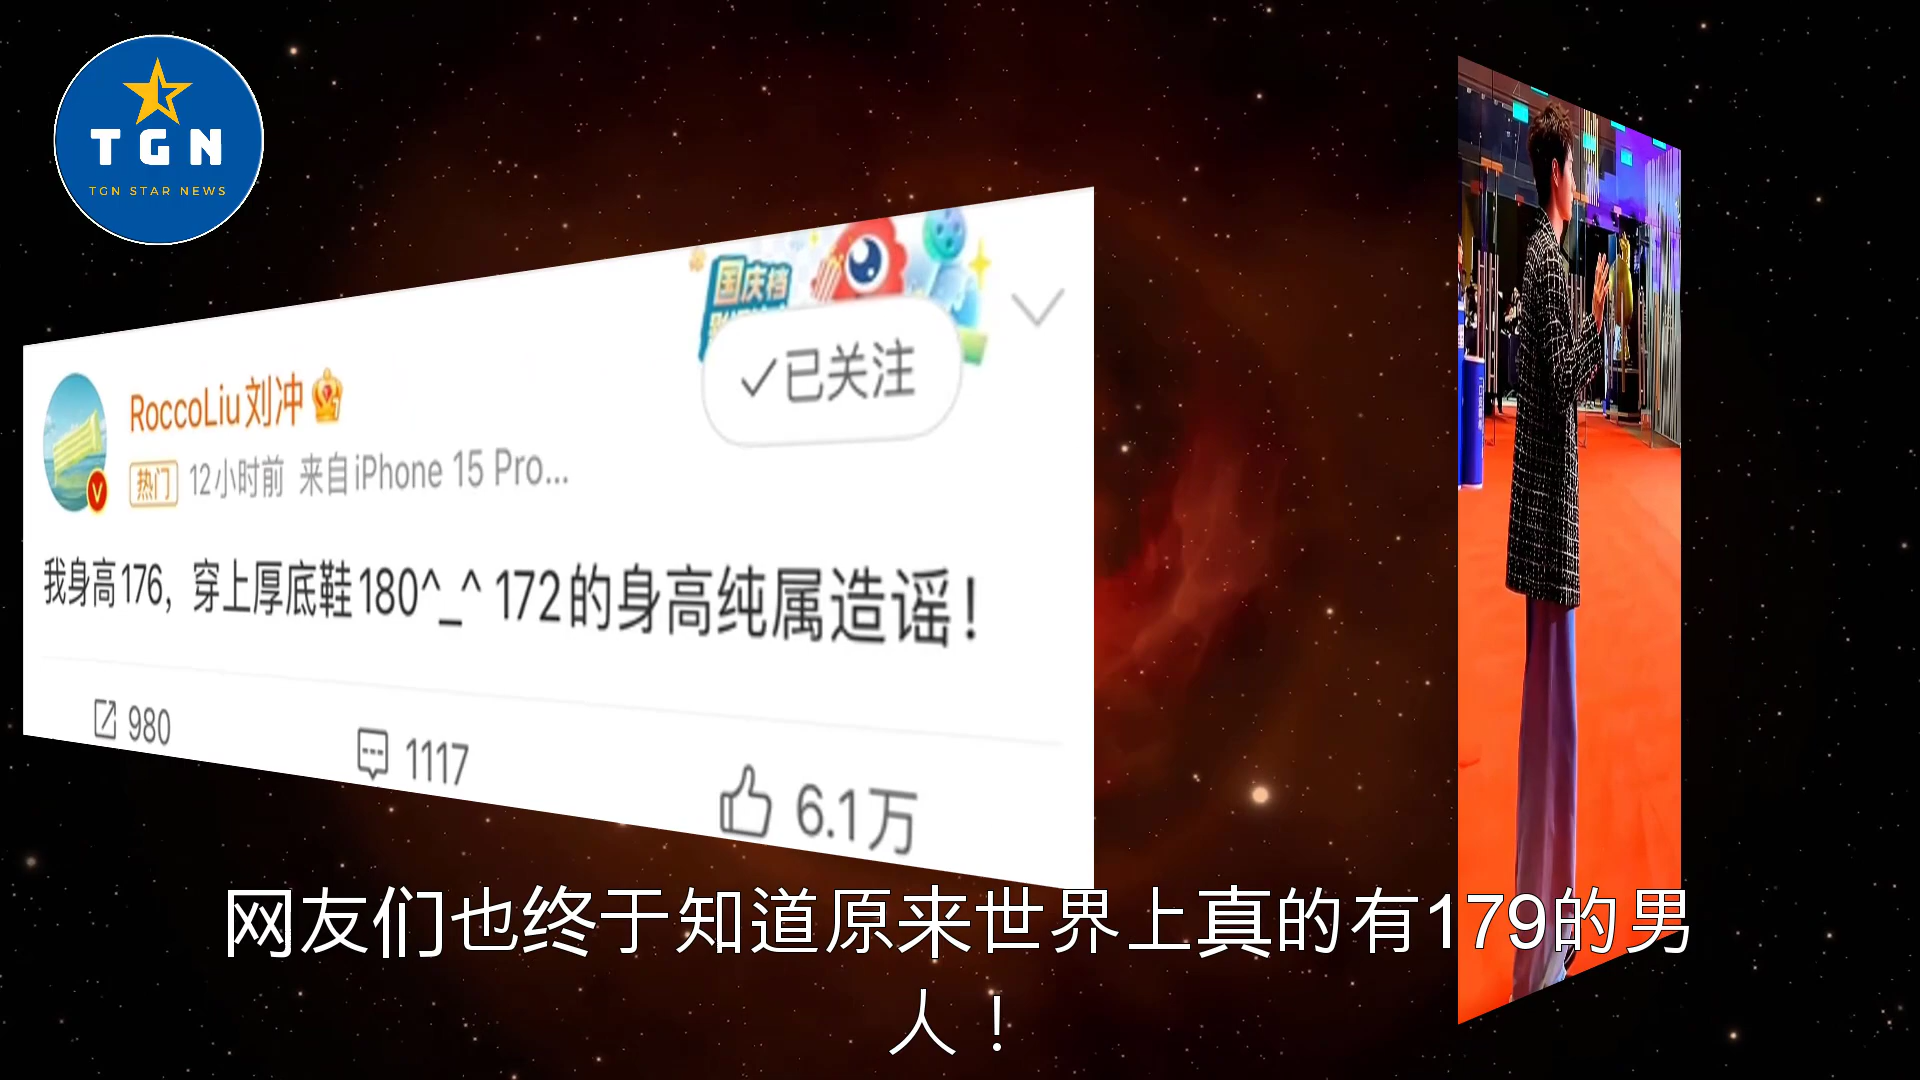 TGN
TGN STAR NEWS
国庆档
已关注
RoccoLiu刘冲
热门 12小时前 来自iPhone 15 Pro...
我身高176，穿上厚底鞋180^_^ 172的身高纯属造谣！
980
1117
6.1万
网友们也终于知道原来世界上真的有179的男
人！